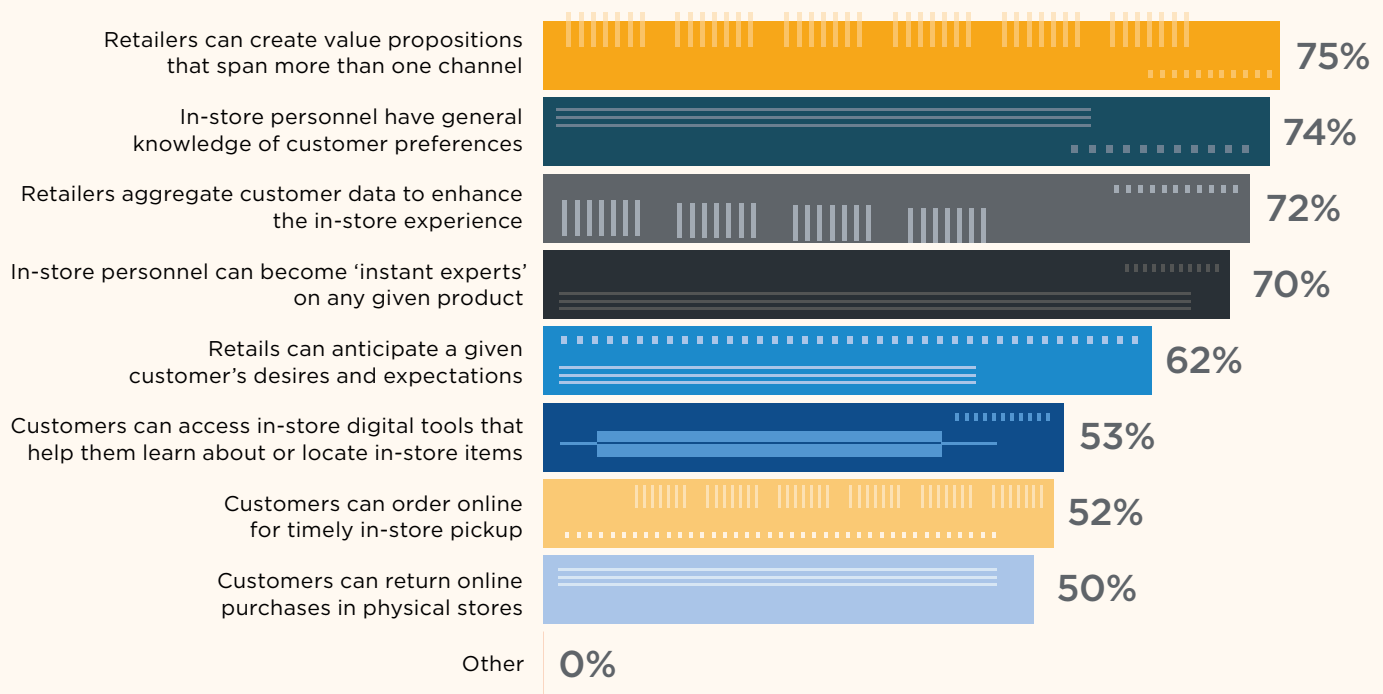 Retailers can create value propositions
that span more than one channel
75%
In-store personnel have general
knowledge of customer preferences
74%
Retailers aggregate customer data to enhance
the in-store experience
72%
In-store personnel can become ‘instant experts’
on any given product
70%
Retails can anticipate a given
customer’s desires and expectations
62%
Customers can access in-store digital tools that
help them learn about or locate in-store items
53%
Customers can order online
for timely in-store pickup
52%
Customers can return online
purchases in physical stores
50%
Other
0%